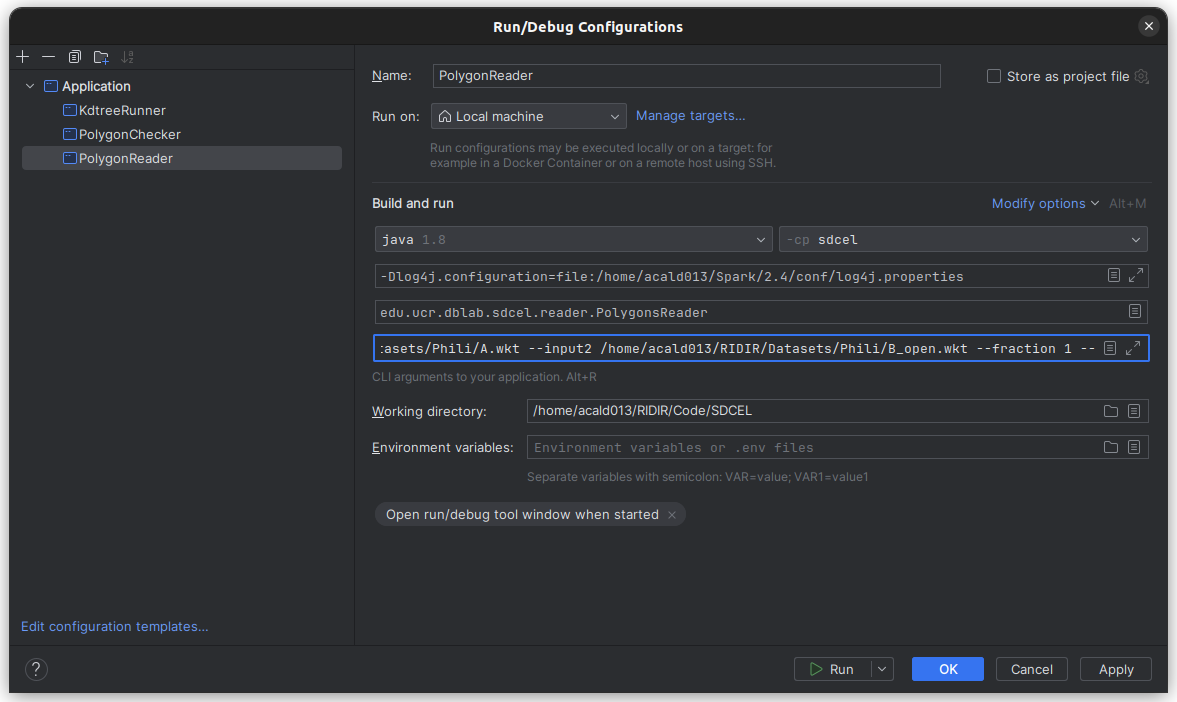 Run/Debug Configurations
Application
KdtreeRunner
PolygonChecker
PolygonReader
Edit configuration templates...
Name: PolygonReader Store as project file
Run on: Local machine Manage targets...
Run configurations may be executed locally or on a target: for
example in a Docker Container or on a remote host using SSH.
Build and run Modify options Alt+M
java 1.8 -cp sdcel
-Dlog4j.configuration=file:/home/acald013/Spark/2.4/conf/log4j.properties
edu.ucr.dblab.sdcel.reader.PolygonsReader
tasets/Phili/A.wkt --input2 /home/acald013/RIDIR/Datasets/Phili/B_open.wkt --fraction 1 --
CLI arguments to your application. Alt+R
Working directory: /home/acald013/RIDIR/Code/SDCEL
Environment variables: Environment variables or .env files
Separate variables with semicolon: VAR=value; VAR1=value1
Open run/debug tool window when started
? Run OK Cancel Apply